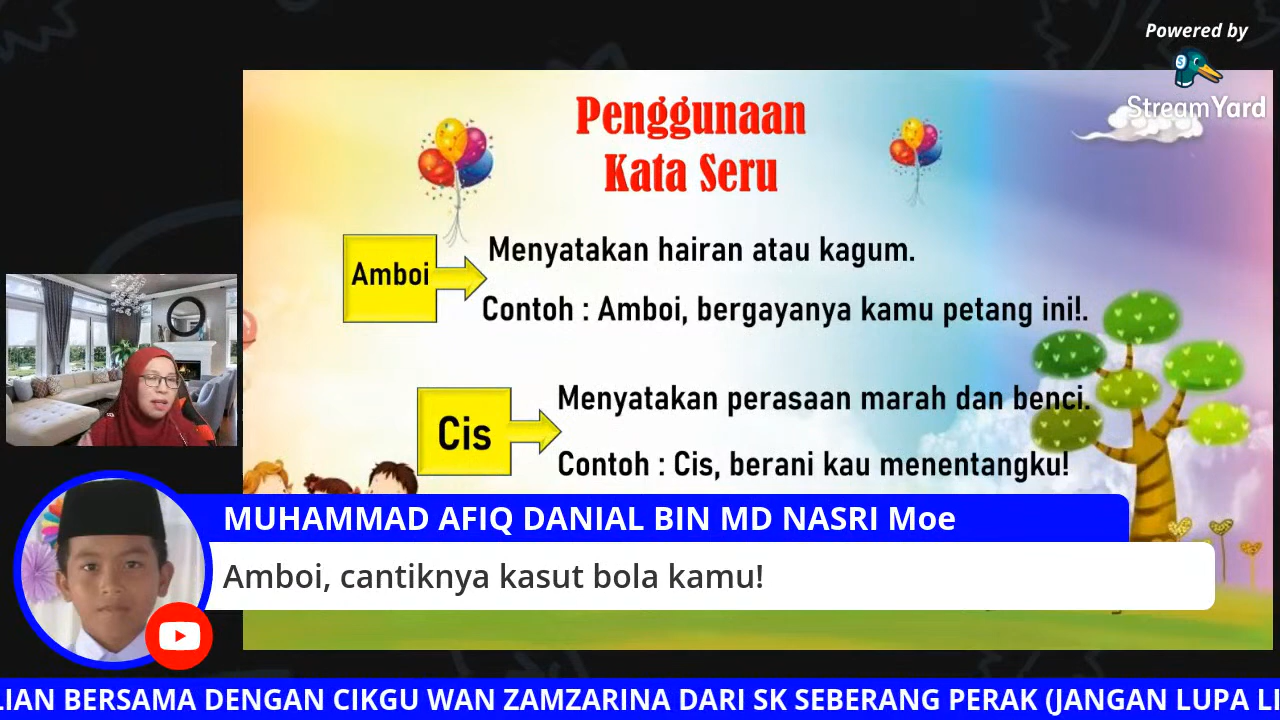 Powered by
StreamYard
Penggunaan
Kata Seru
Amboi
Menyatakan hairan atau kagum.
Contoh : Amboi, bergayanya kamu petang ini!.
Cis
Menyatakan perasaan marah dan benci.
Contoh : Cis, berani kau menentangku!
MUHAMMAD AFIQ DANIAL BIN MD NASRI Moe
Amboi, cantiknya kasut bola kamu!
BERSAMA DENGAN CIKGU WAN ZAMZARINA DARI SK SEBERANG PERAK (JANGAN LUPA